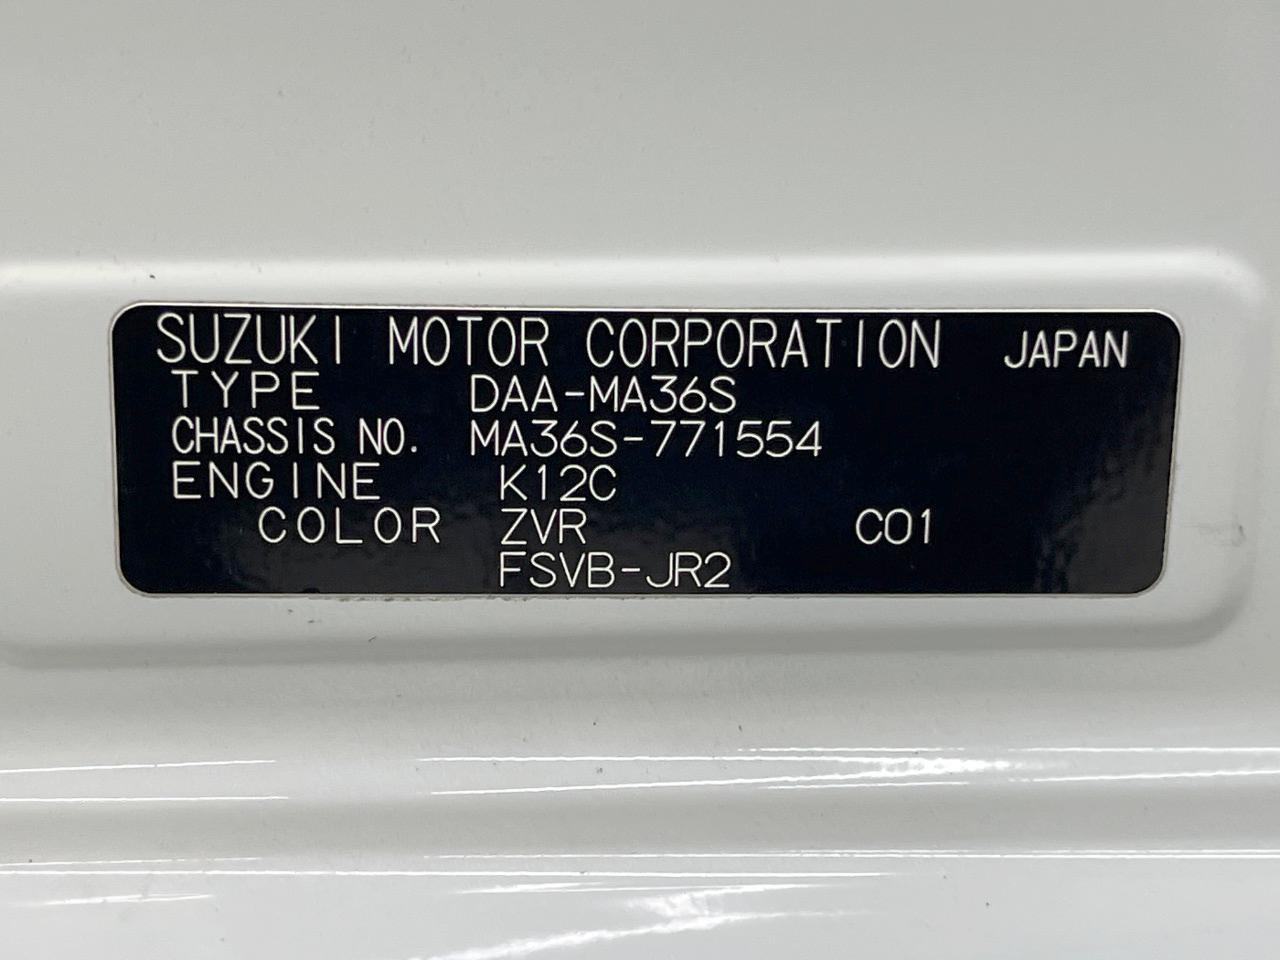 SUZUKI MOTOR CORPORATION JAPAN
TYPE DAA-MA36S
CHASSIS NO. MA36S-771554
ENGINE K12C
COLOR ZVR C01
FSVB-JR2